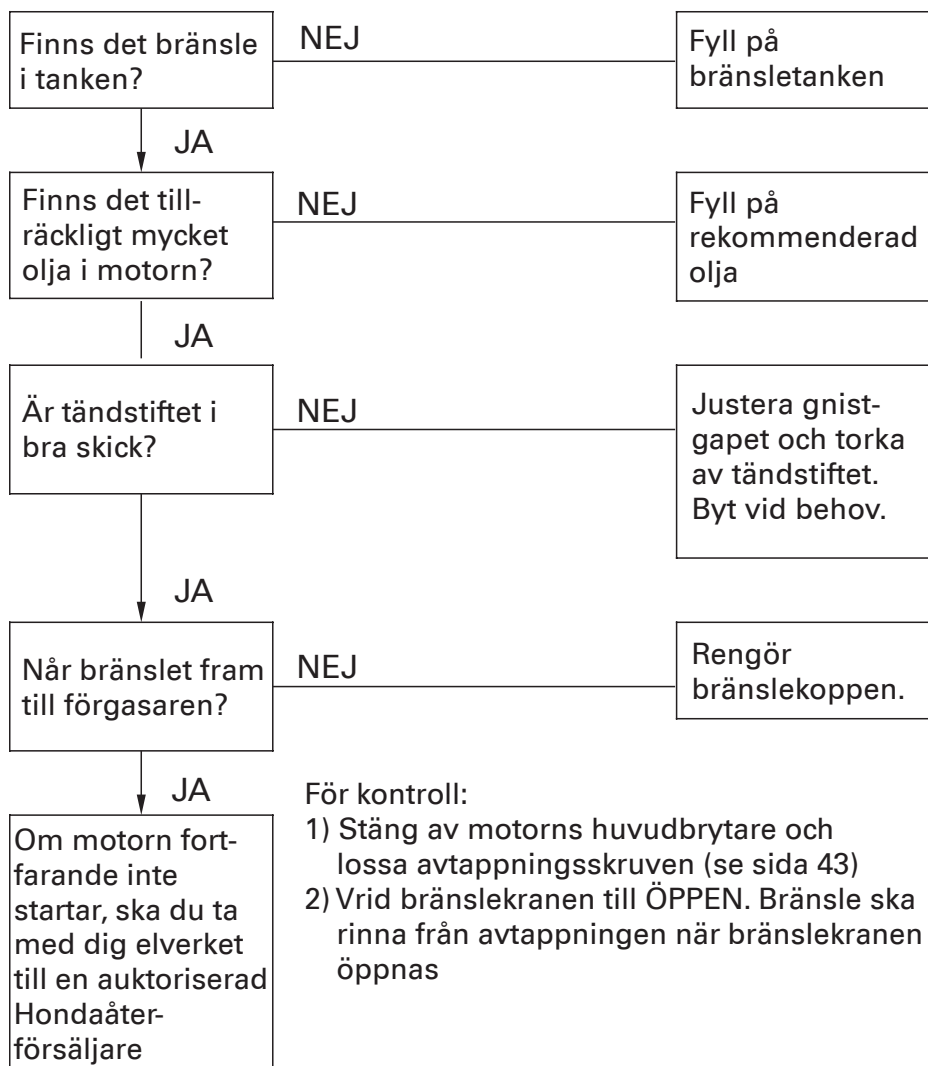 Finns det bränsle
i tanken?
NEJ
Fyll på
bränsletanken
JA
Finns det till-
räckligt mycket
olja i motorn?
NEJ
Fyll på
rekommenderad
olja
JA
Är tändstiftet i
bra skick?
NEJ
Justera gnist-
gapet och torka
av tändstiftet.
Byt vid behov.
JA
Når bränslet fram
till förgasaren?
NEJ
Rengör
bränslekoppen.
JA
Om motorn fort-
farande inte
startar, ska du ta
med dig elverket
till en auktoriserad
Hondaåter-
försäljare
För kontroll:
1) Stäng av motorns huvudbrytare och
lossa avtappningsskruven (se sida 43)
2) Vrid bränslekranen till ÖPPEN. Bränsle ska
rinna från avtappningen när bränslekranen
öppnas